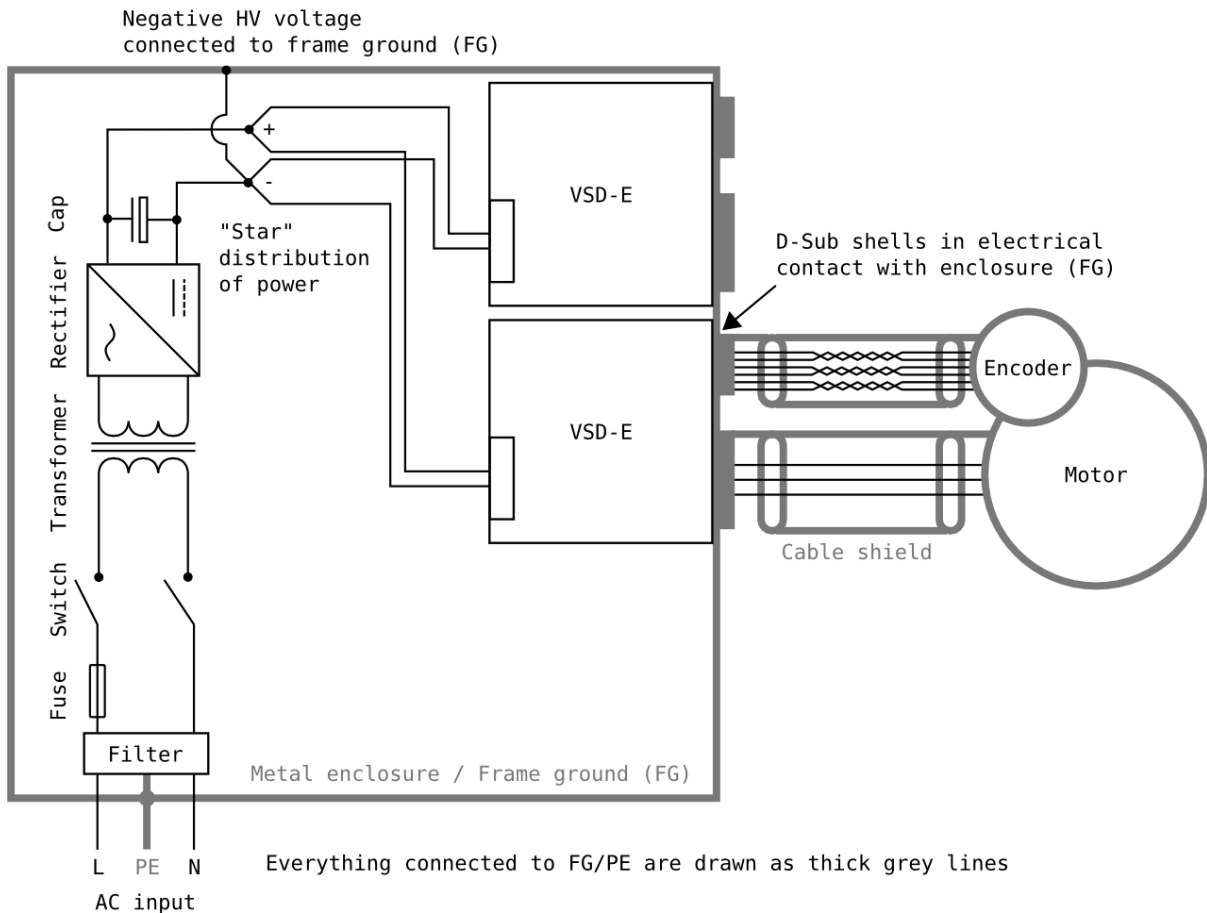 Negative HV voltage
connected to frame ground (FG)
+
-
"Star"
distribution
of power
Cap
Rectifier
Transformer
Switch
Fuse
Filter
VSD-E
VSD-E
D-Sub shells in electrical
contact with enclosure (FG)
Encoder
Motor
Cable shield
Metal enclosure / Frame ground (FG)
L PE N
AC input
Everything connected to FG/PE are drawn as thick grey lines